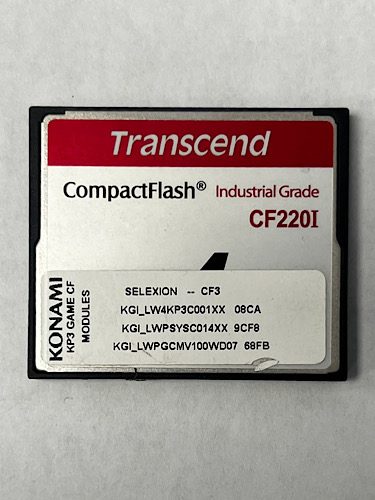 Transcend
CompactFlash® Industrial Grade
CF220I
KONAMI
KP3 GAME CF
MODULES
SELEXION -- CF3
KGI_LW4KP3C001XX 08CA
KGI_LWPSYSC014XX 9CF8
KGI_LWPGCMV100WD07 68FB